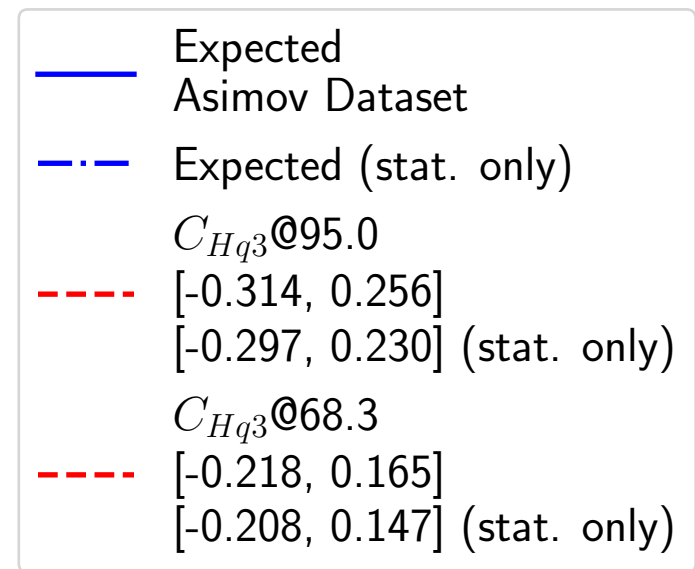 Expected
Asimov Dataset
Expected (stat. only)
C_{Hq3}@95.0
[-0.314, 0.256]
[-0.297, 0.230] (stat. only)
C_{Hq3}@68.3
[-0.218, 0.165]
[-0.208, 0.147] (stat. only)